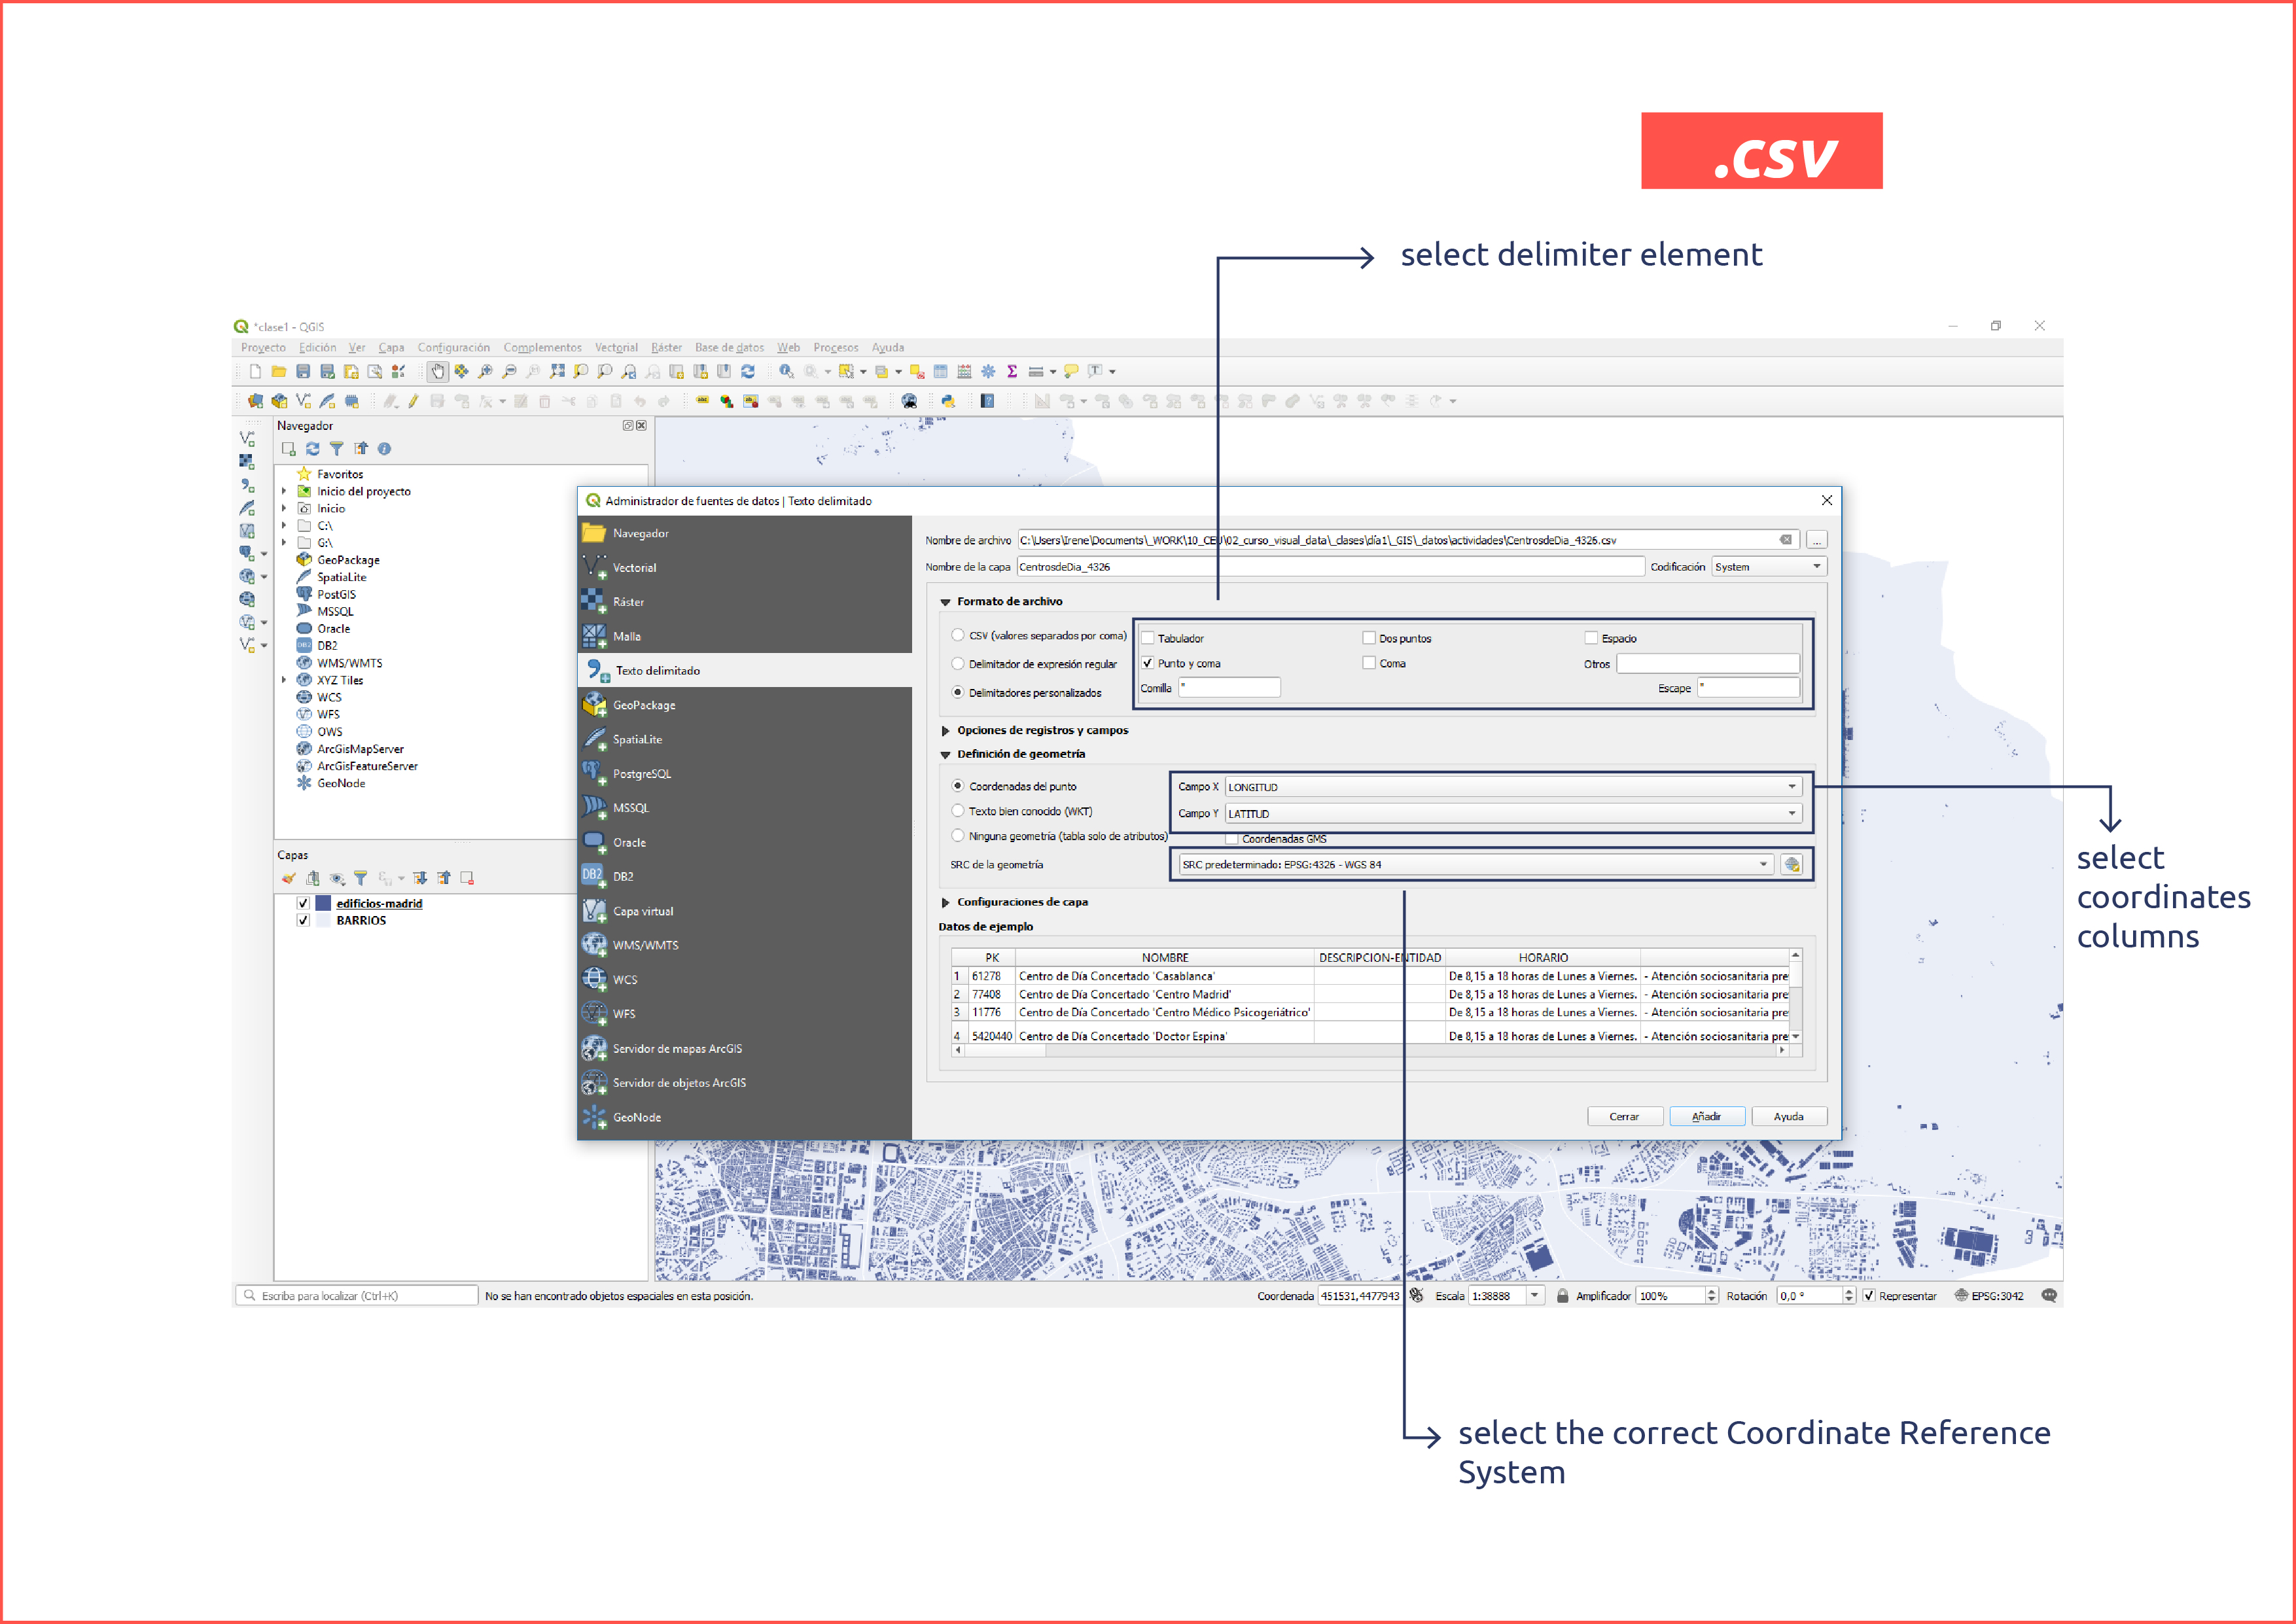 .csv
select delimiter element
*clase1 - QGIS
Proyecto Edición Ver Capa Configuración Complementos Vectorial Ráster Base de datos Web Procesos Ayuda
Navegador
Favoritos
Inicio del proyecto
Inicio
C:\
G:\
GeoPackage
SpatiaLite
PostGIS
MSSQL
Oracle
DB2
WMS/WMTS
XYZ Tiles
WCS
WFS
OWS
ArcGisMapServer
ArcGisFeatureServer
GeoNode
Capas
edificios-madrid
BARRIOS
Administrador de fuentes de datos | Texto delimitado
Navegador
Vectorial
Ráster
Malla
Texto delimitado
GeoPackage
SpatiaLite
PostgreSQL
MSSQL
Oracle
DB2
Capa virtual
WMS/WMTS
WCS
WFS
Servidor de mapas ArcGIS
Servidor de objetos ArcGIS
GeoNode
Nombre de archivo C:\Users\Irene\Documents\_WORK\10_CEU\02_curso_visual_data\_clases\día1\_GIS\_datos\actividades\CentrosdeDia_4326.csv ...
Nombre de la capa CentrosdeDia_4326 Codificación System
Formato de archivo
CSV (valores separados por coma) Tabulador Dos puntos Espacio
Delimitador de expresión regular Punto y coma Coma Otros
Delimitadores personalizados Comilla " Escape "
Opciones de registros y campos
Definición de geometría
Coordenadas del punto Campo X LONGITUD
Texto bien conocido (WKT) Campo Y LATITUD
Ninguna geometría (tabla solo de atributos) Coordenadas GMS
SRC de la geometría SRC predeterminado: EPSG:4326 - WGS 84
Configuraciones de capa
Datos de ejemplo
PK NOMBRE DESCRIPCION-ENTIDAD HORARIO
1 61278 Centro de Día Concertado 'Casablanca' De 8,15 a 18 horas de Lunes a Viernes. - Atención sociosanitaria pre
2 77408 Centro de Día Concertado 'Centro Madrid' De 8,15 a 18 horas de Lunes a Viernes. - Atención sociosanitaria pre
3 11776 Centro de Día Concertado 'Centro Médico Psicogeriátrico' De 8,15 a 18 horas de Lunes a Viernes. - Atención sociosanitaria pre
4 5420440 Centro de Día Concertado 'Doctor Espina' De 8,15 a 18 horas de Lunes a Viernes. - Atención sociosanitaria pre
Cerrar Añadir Ayuda
select
coordinates
columns
Escriba para localizar (Ctrl+K) No se han encontrado objetos espaciales en esta posición. Coordenada 451531,4477943 Escala 1:38888 Amplificador 100% Rotación 0,0 ° Representar EPSG:3042
select the correct Coordinate Reference
System